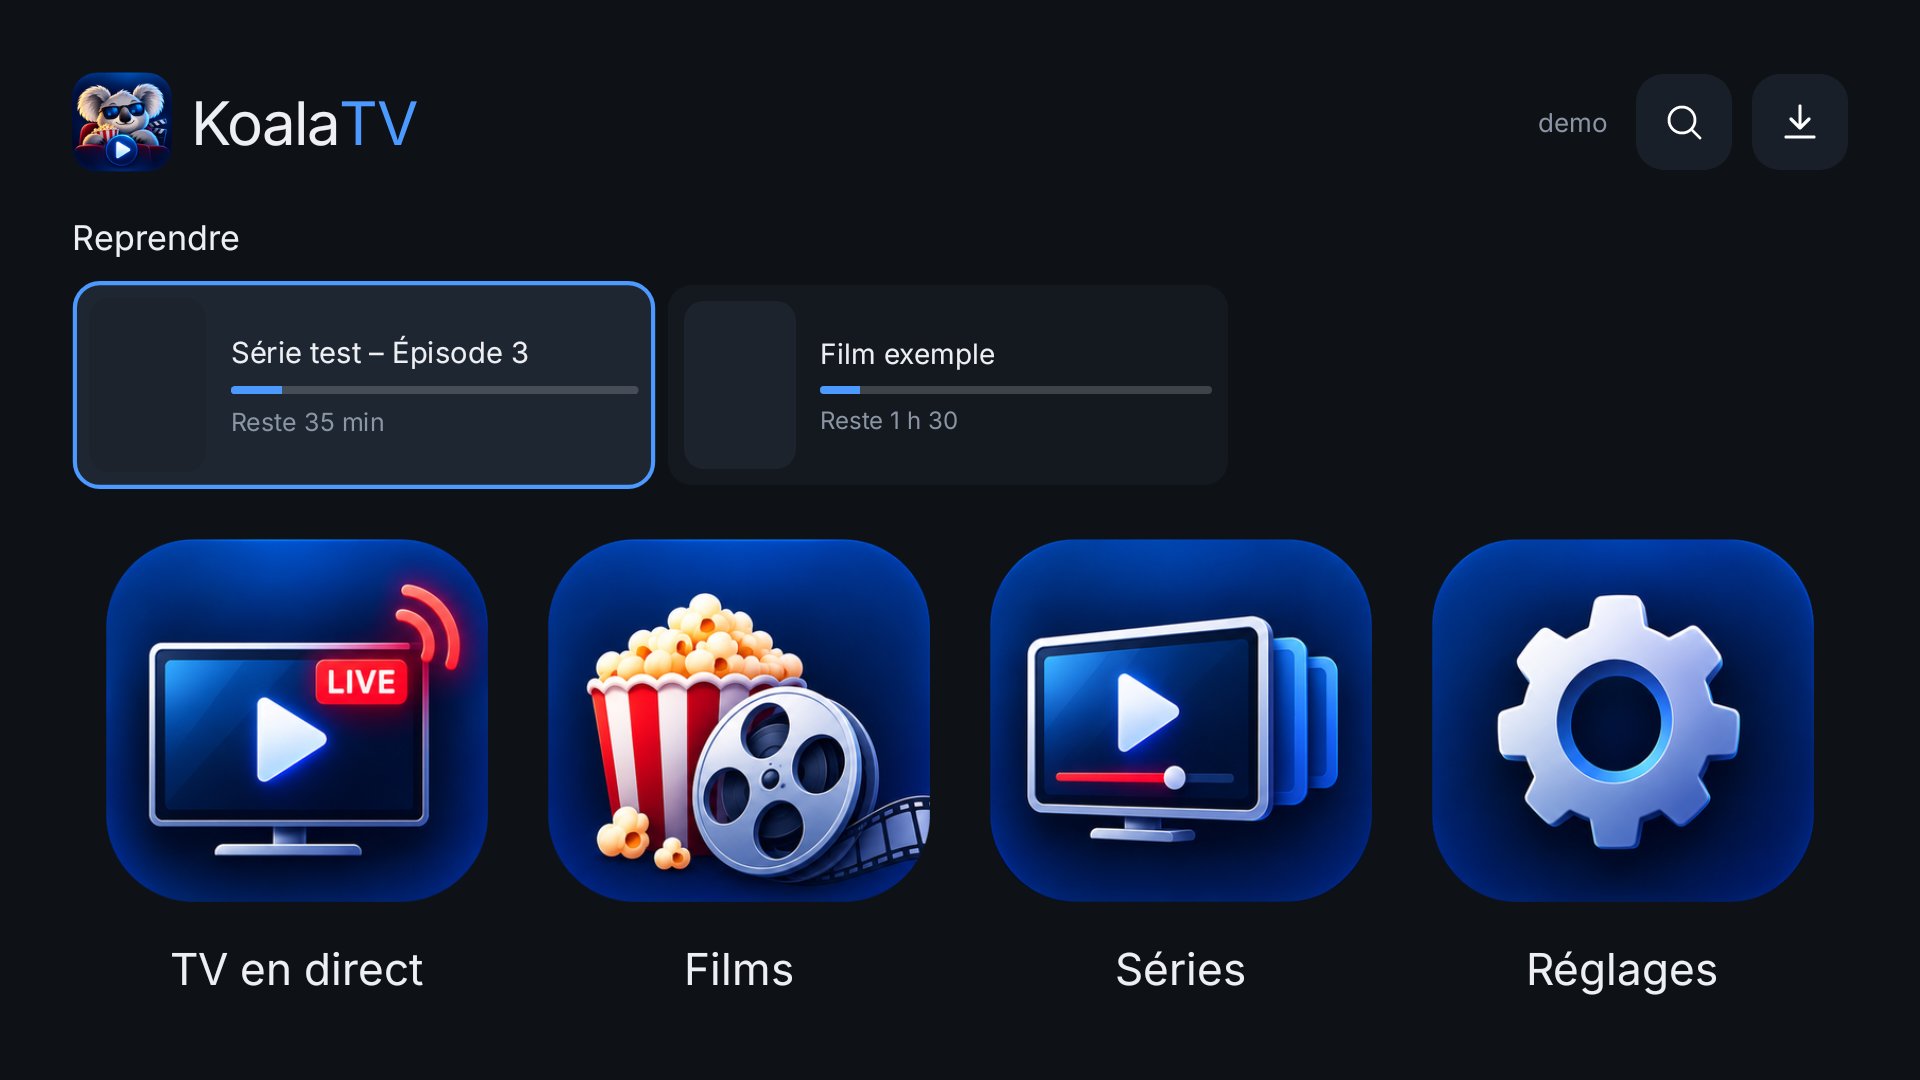 KoalaTV
demo
Reprendre
Série test – Épisode 3
Reste 35 min
Film exemple
Reste 1 h 30
LIVE
TV en direct
Films
Séries
Réglages